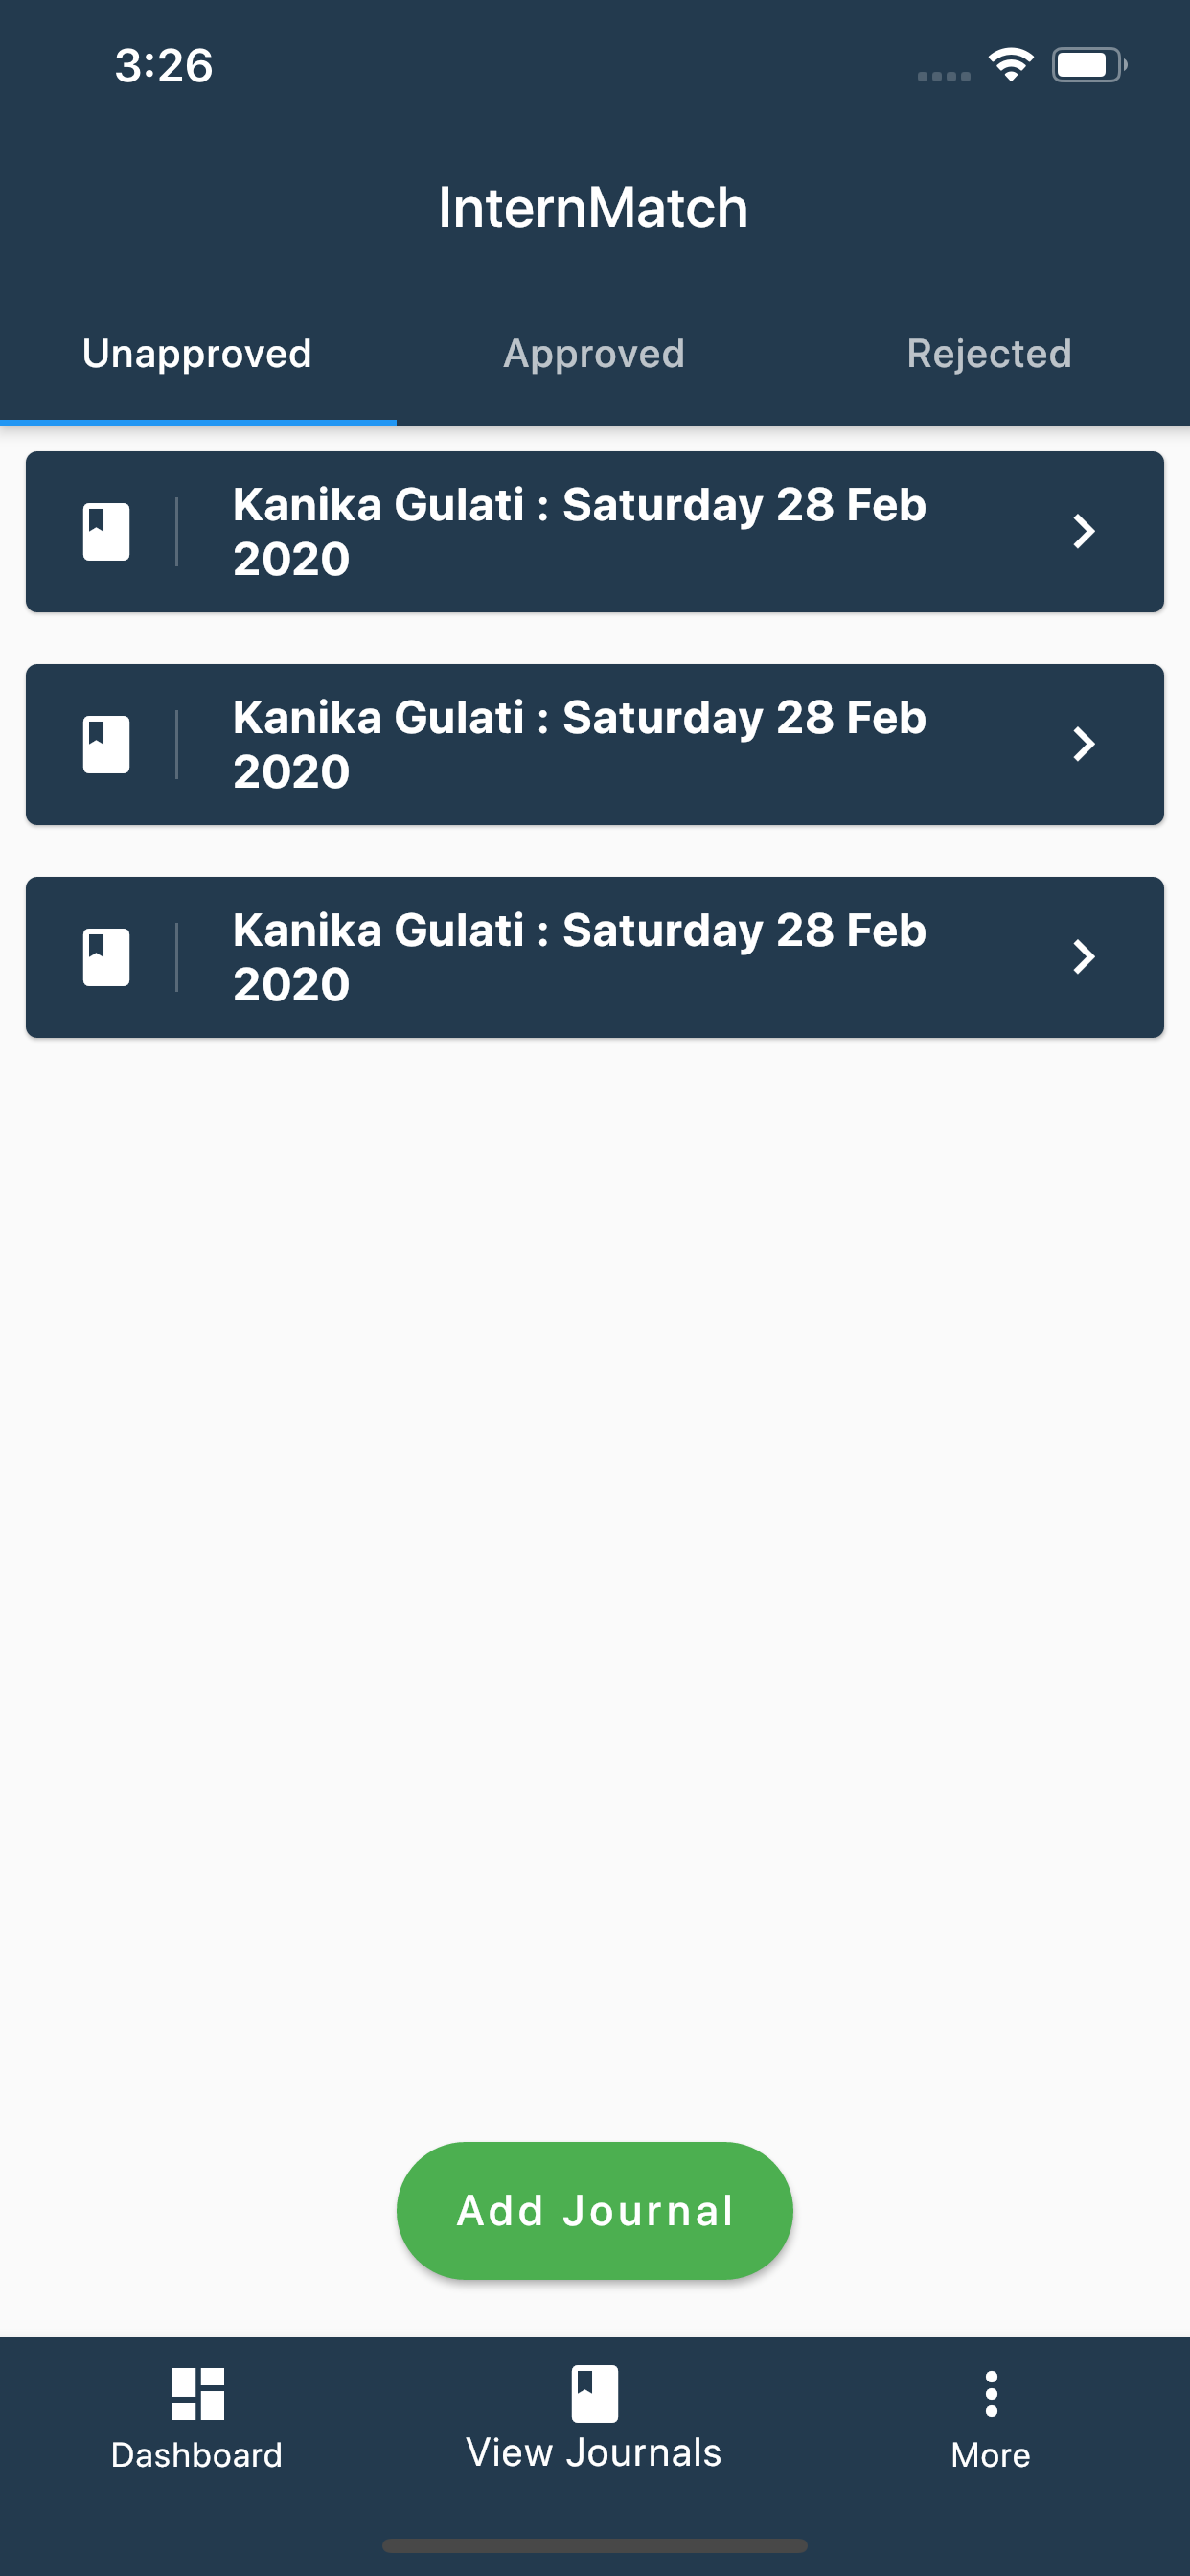 3:26
InternMatch
Unapproved
Approved
Rejected
Kanika Gulati : Saturday 28 Feb
2020
Kanika Gulati : Saturday 28 Feb
2020
Kanika Gulati : Saturday 28 Feb
2020
Add Journal
Dashboard
View Journals
More